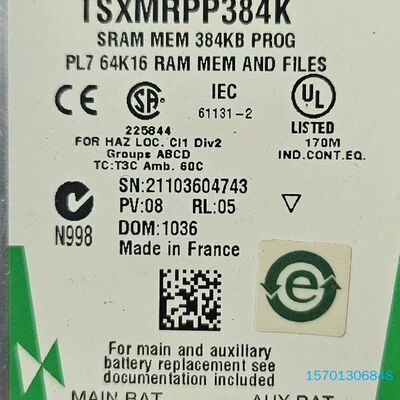 TSXMRPP384K
SRAM MEM 384KB PROG
PL7 64K16 RAM MEM AND FILES
CE
SA
225844
IEC
61131-2
UL
LISTED
170M
IND.CONT.EQ.
FOR HAZ LOC. Cl1 Div2
Groups ABCD
TC:T3C Amb. 60C
SN:21103604743
PV:08 RL:05
N998
DOM:1036
Made in France
e
For main and auxiliary
battery replacement see
documentation included
MAIN BAT
AUX BAT
15701306848